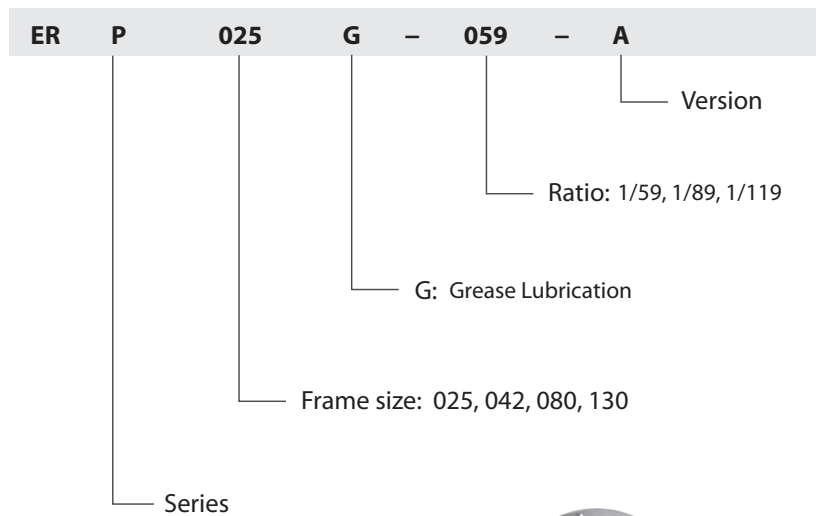 ER P 025 G – 059 – A
Version
Ratio: 1/59, 1/89, 1/119
G: Grease Lubrication
Frame size: 025, 042, 080, 130
Series